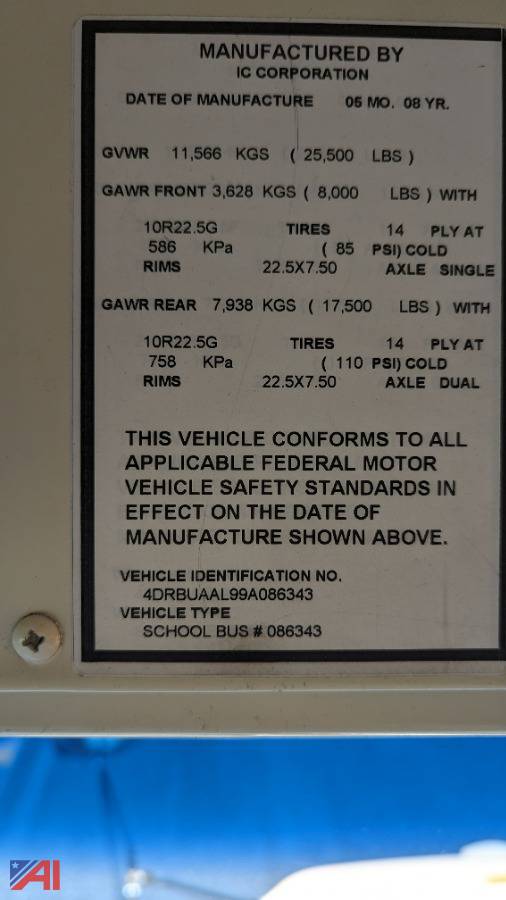 MANUFACTURED BY
IC CORPORATION
DATE OF MANUFACTURE 05 MO. 08 YR.
GVWR 11,566 KGS ( 25,500 LBS )
GAWR FRONT 3,628 KGS ( 8,000 LBS ) WITH
10R22.5G TIRES 14 PLY AT
586 KPa ( 85 PSI) COLD
RIMS 22.5X7.50 AXLE SINGLE
GAWR REAR 7,938 KGS ( 17,500 LBS ) WITH
10R22.5G TIRES 14 PLY AT
758 KPa ( 110 PSI) COLD
RIMS 22.5X7.50 AXLE DUAL
THIS VEHICLE CONFORMS TO ALL
APPLICABLE FEDERAL MOTOR
VEHICLE SAFETY STANDARDS IN
EFFECT ON THE DATE OF
MANUFACTURE SHOWN ABOVE.
VEHICLE IDENTIFICATION NO.
4DRBUAAL99A086343
VEHICLE TYPE
SCHOOL BUS # 086343
AI